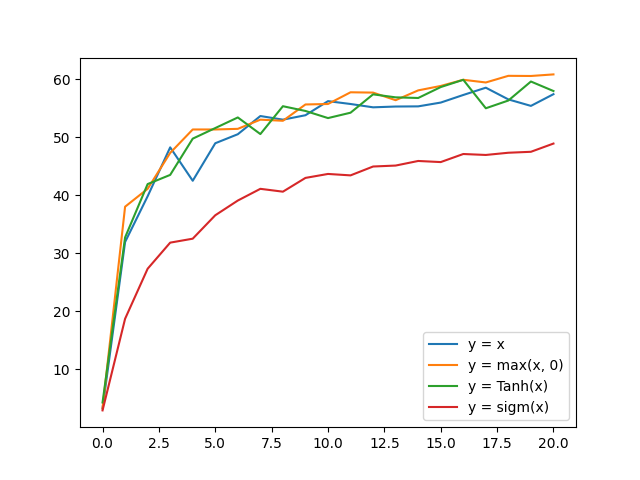 60
50
40
30
20
10
0.0 2.5 5.0 7.5 10.0 12.5 15.0 17.5 20.0
y = x
y = max(x, 0)
y = Tanh(x)
y = sigm(x)